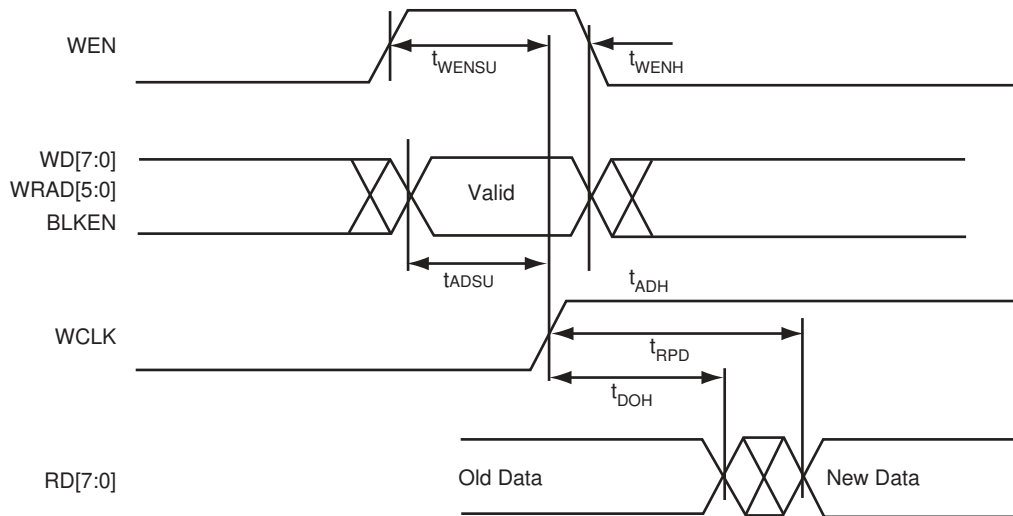 WEN
tWENSU
tWENH
WD[7:0]
WRAD[5:0]
BLKEN
Valid
tADSU
tADH
WCLK
tRPD
tDOH
RD[7:0]
Old Data
New Data